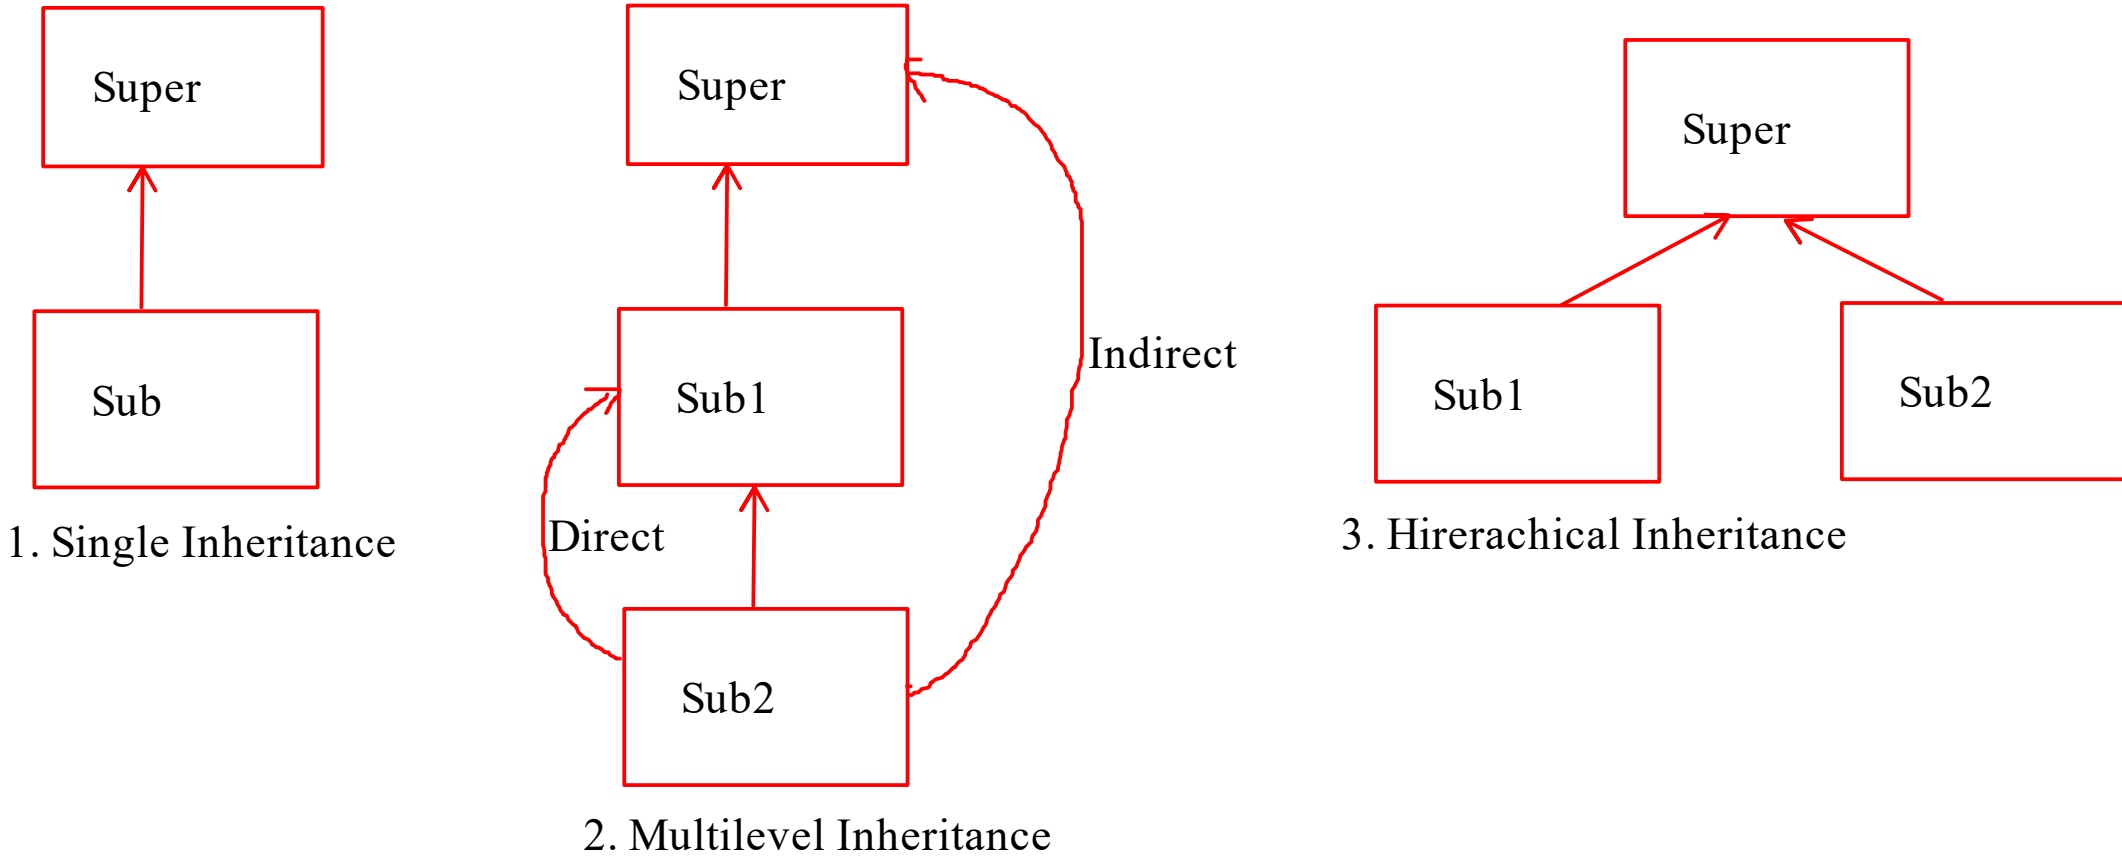 Super
Sub
1. Single Inheritance
Super
Sub1
Indirect
Direct
Sub2
2. Multilevel Inheritance
Super
Sub1
Sub2
3. Hirerachical Inheritance